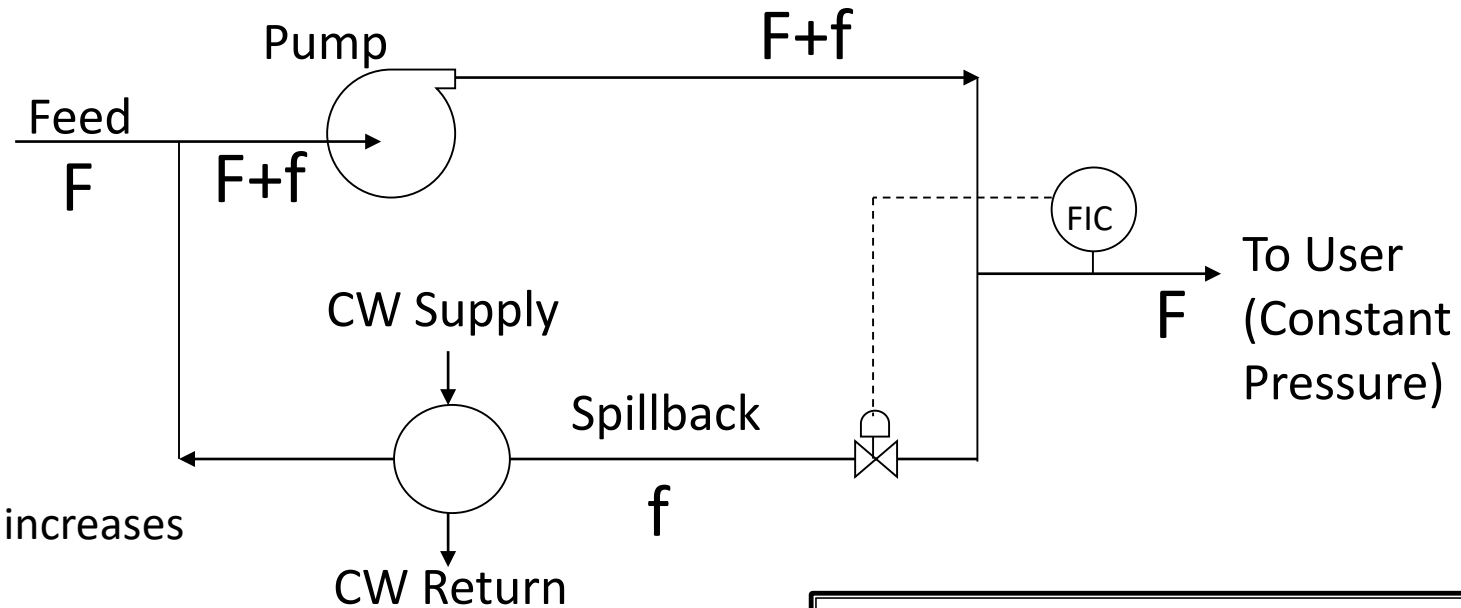 Pump
F+f
Feed
F
F+f
FIC
To User
(Constant
Pressure)
F
CW Supply
Spillback
f
increases
CW Return